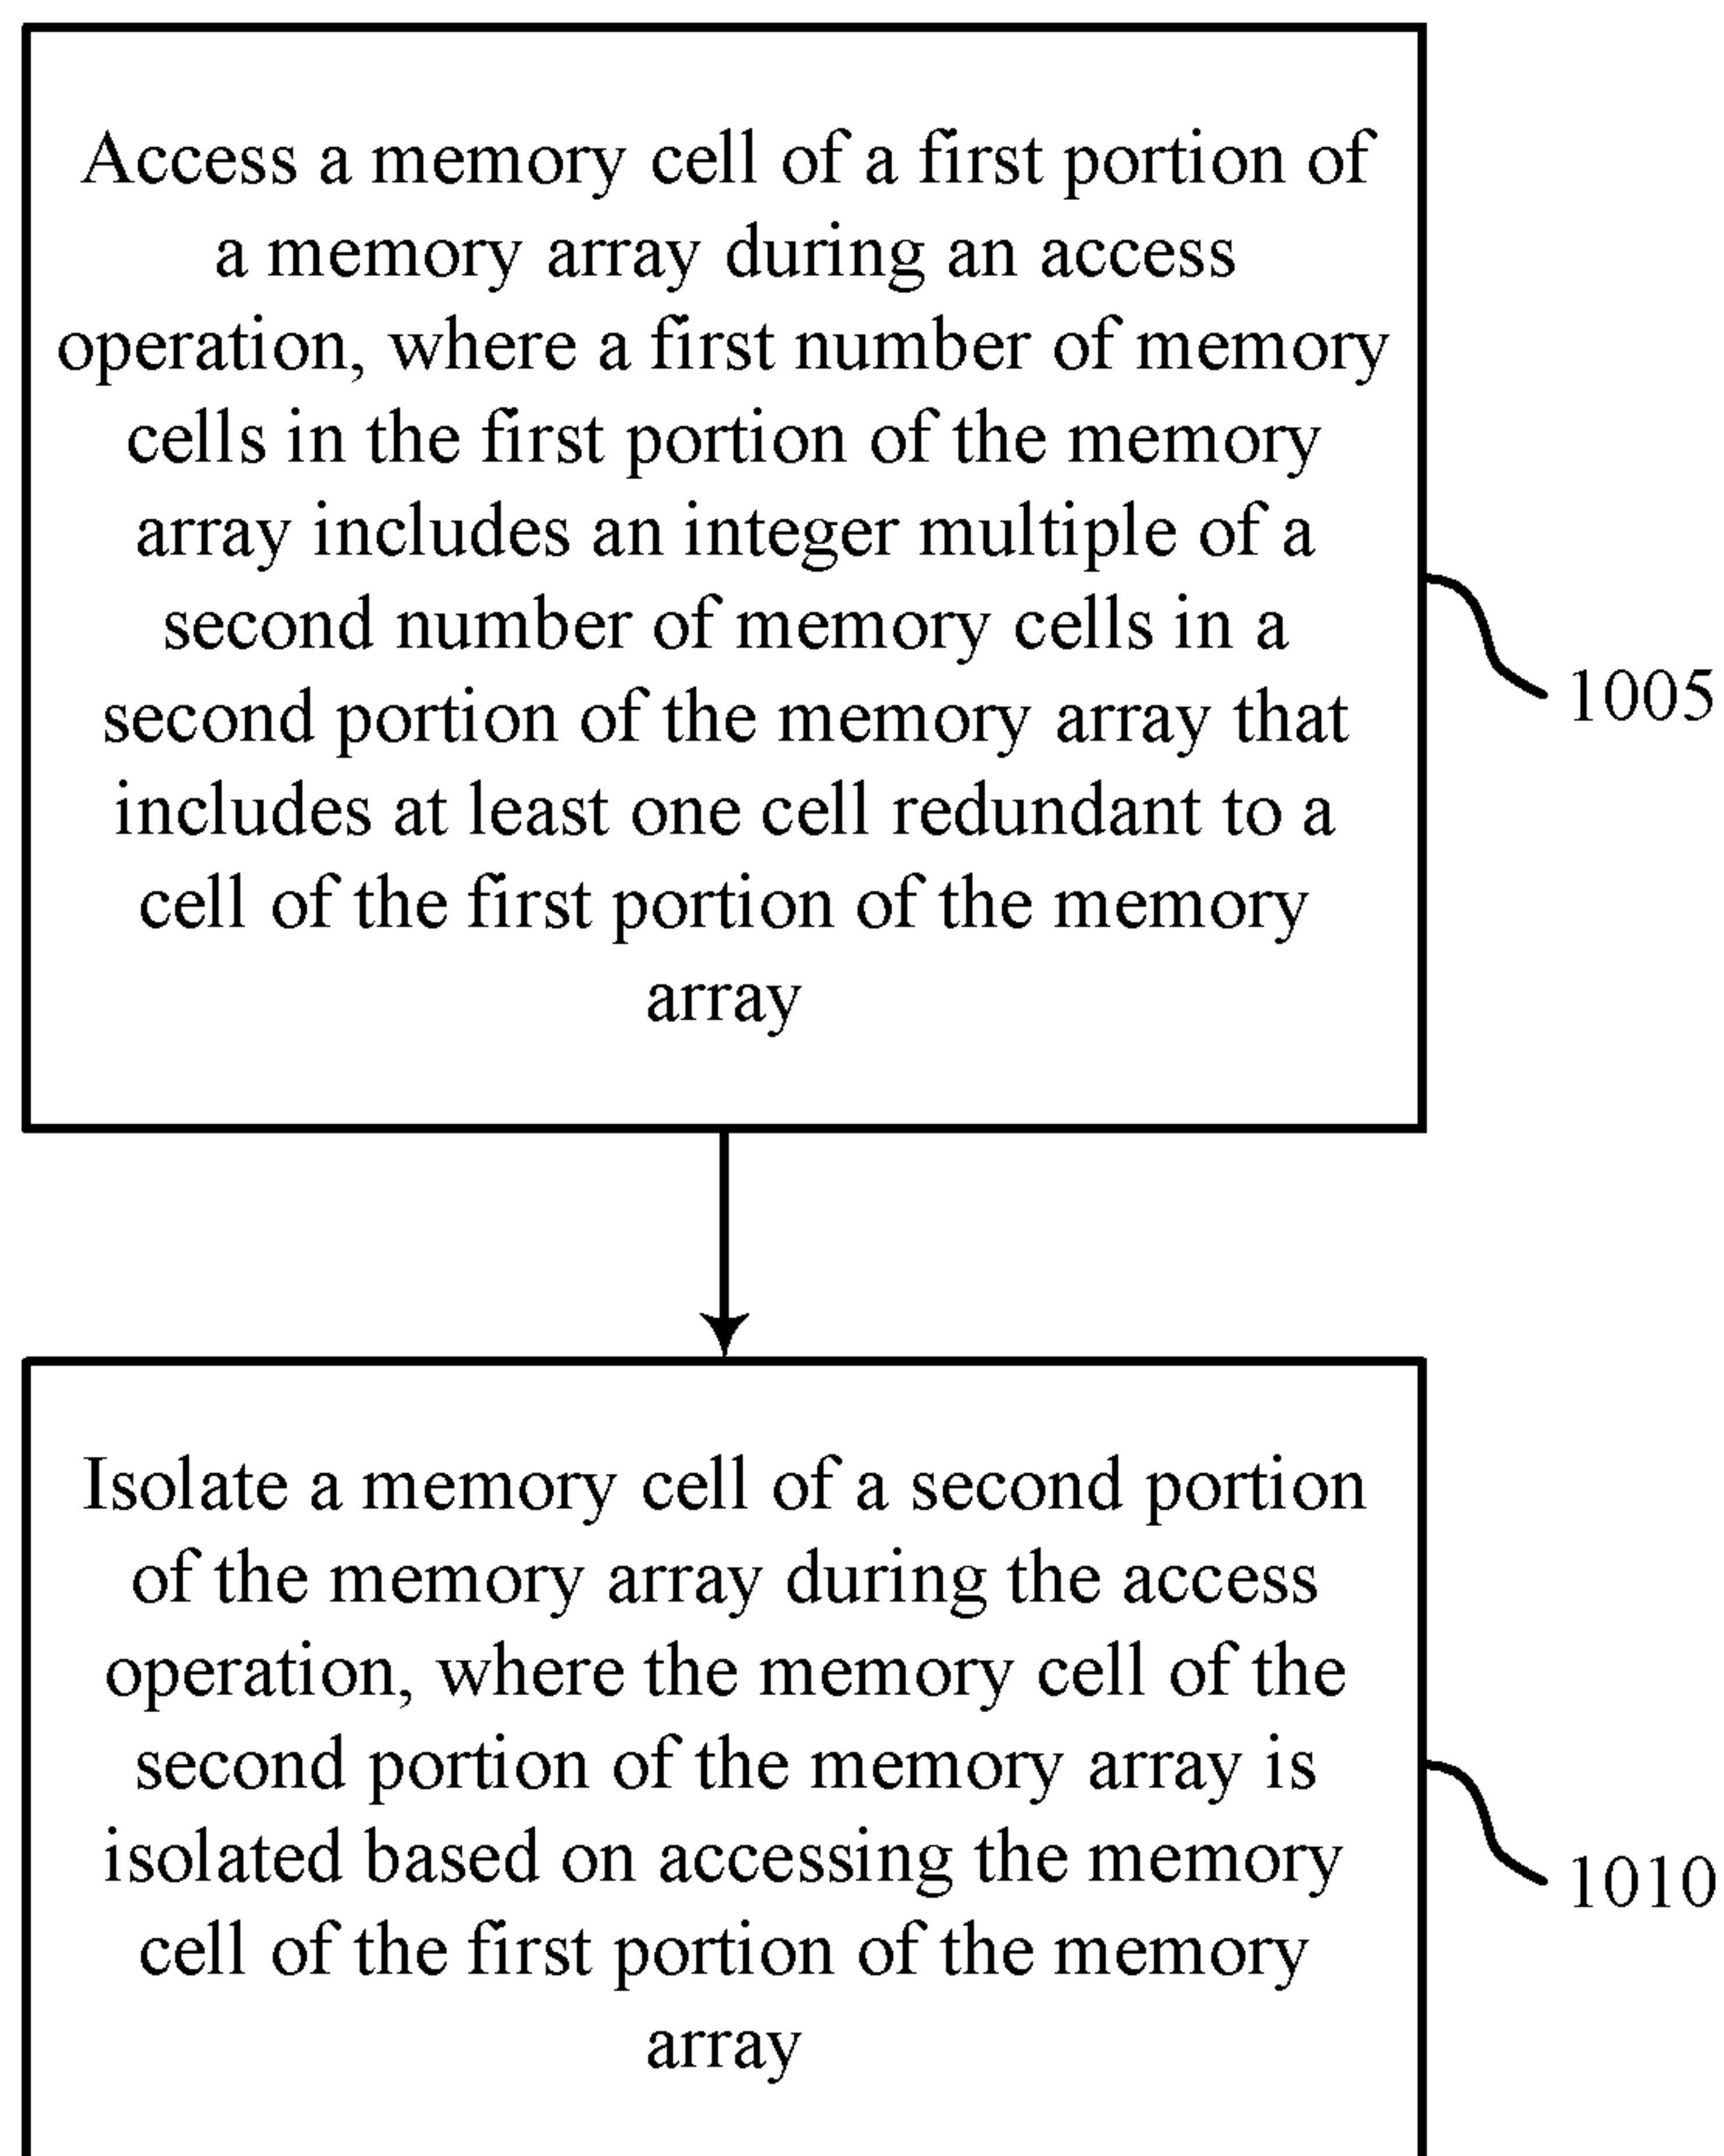 Access a memory cell of a first portion of
a memory array during an access
operation, where a first number of memory
cells in the first portion of the memory
array includes an integer multiple of a
second number of memory cells in a
second portion of the memory array that
includes at least one cell redundant to a
cell of the first portion of the memory
array
1005
Isolate a memory cell of a second portion
of the memory array during the access
operation, where the memory cell of the
second portion of the memory array is
isolated based on accessing the memory
cell of the first portion of the memory
array
1010